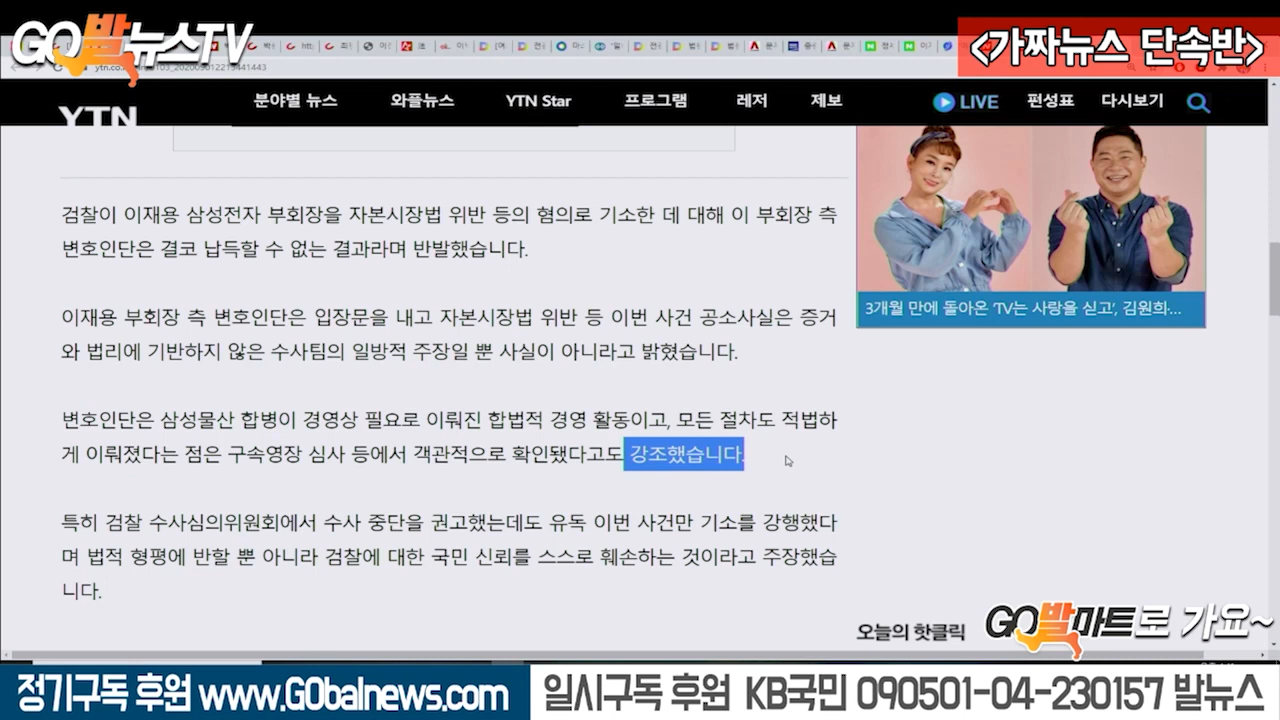 GO발뉴스TV
<가짜뉴스 단속반>
YTN
분야별 뉴스 와플뉴스 YTN Star 프로그램 레저 제보 LIVE 편성표 다시보기
검찰이 이재용 삼성전자 부회장을 자본시장법 위반 등의 혐의로 기소한 데 대해 이 부회장 측
변호인단은 결코 납득할 수 없는 결과라며 반발했습니다.
이재용 부회장 측 변호인단은 입장문을 내고 자본시장법 위반 등 이번 사건 공소사실은 증거
와 법리에 기반하지 않은 수사팀의 일방적 주장일 뿐 사실이 아니라고 밝혔습니다.
변호인단은 삼성물산 합병이 경영상 필요로 이뤄진 합법적 경영 활동이고, 모든 절차도 적법하
게 이뤄졌다는 점은 구속영장 심사 등에서 객관적으로 확인됐다고도 강조했습니다.
특히 검찰 수사심의위원회에서 수사 중단을 권고했는데도 유독 이번 사건만 기소를 강행했다
며 법적 형평에 반할 뿐 아니라 검찰에 대한 국민 신뢰를 스스로 훼손하는 것이라고 주장했습
니다.
3개월 만에 돌아온 'TV는 사랑을 싣고', 김원희...
오늘의 핫클릭
GO발마트로 가요~
정기구독 후원 www.GObalnews.com
일시구독 후원 KB국민 090501-04-230157 발뉴스